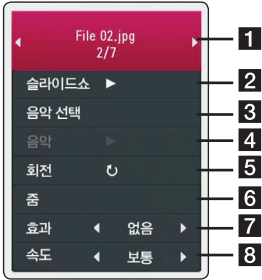 File 02.jpg 1
2/7
슬라이드쇼 ▶ 2
음악 선택 3
음악 ▶ 4
회전 ↻ 5
줌 6
효과 ◀ 없음 ▶ 7
속도 ◀ 보통 ▶ 8